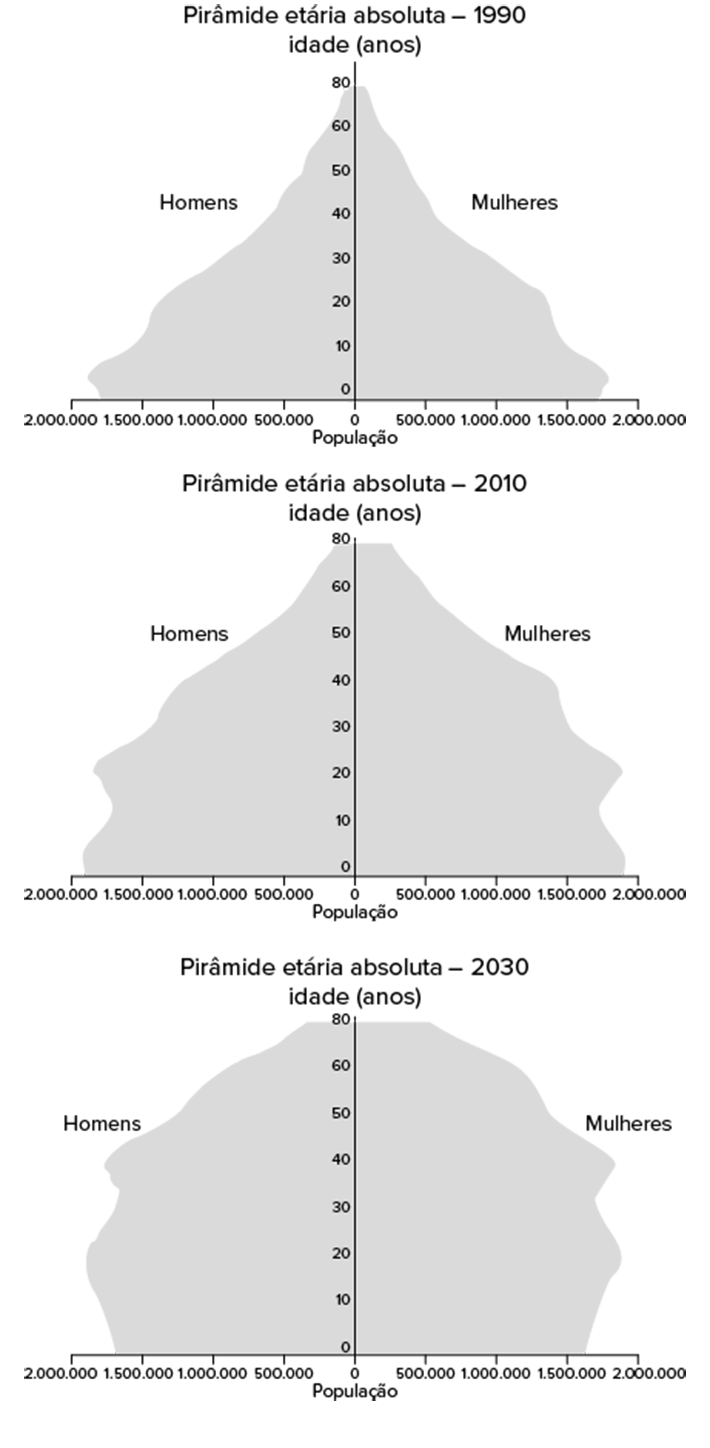 Pirâmide etária absoluta – 1990
idade (anos)
80
60
50
Homens
Mulheres
40
30
20
10
0
2.000.000 1.500.000 1.000.000 500.000 0 500.000 1.000.000 1.500.000 2.000.000
População
Pirâmide etária absoluta – 2010
idade (anos)
80
60
Homens
50
Mulheres
40
30
20
10
0
2.000.000 1.500.000 1.000.000 500.000 0 500.000 1.000.000 1.500.000 2.000.000
População
Pirâmide etária absoluta – 2030
idade (anos)
80
60
50
Homens
Mulheres
40
30
20
10
0
2.000.000 1.500.000 1.000.000 500.000 0 500.000 1.000.000 1.500.000 2.000.000
População